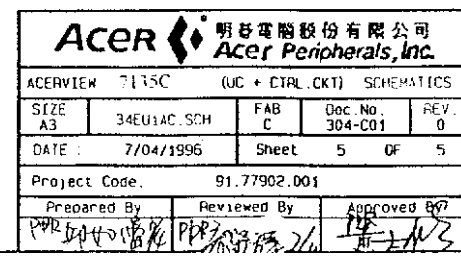 Acer 明碁電腦股份有限公司
Acer Peripherals, Inc.
ACERVIEW 7135C (UC + CTRL.CKT) SCHEMATICS
SIZE A3 34EU1AC.SCH FAB C Doc.No. 304-C01 REV. 0
DATE : 7/04/1996 Sheet 5 OF 5
Project Code. 91.77902.001
Prepared By Reviewed By Approved By